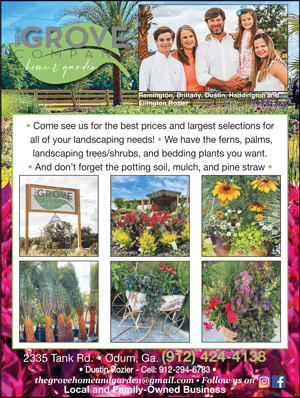 THE GROVE
COMPANY
home & garden
Remington, Brittany, Dustin, Haddington and
Ellington Rozier
• Come see us for the best prices and largest selections for
all of your landscaping needs! • We have the ferns, palms,
landscaping trees/shrubs, and bedding plants you want.
• And don't forget the potting soil, mulch, and pine straw •
GROVE
2335 Tank Rd. • Odum, Ga. (912) 424-4138
• Dustin Rozier - Cell: 912-294-6783 •
thegrovehomeandgarden@gmail.com • Follow us on
Local and Family-Owned Business